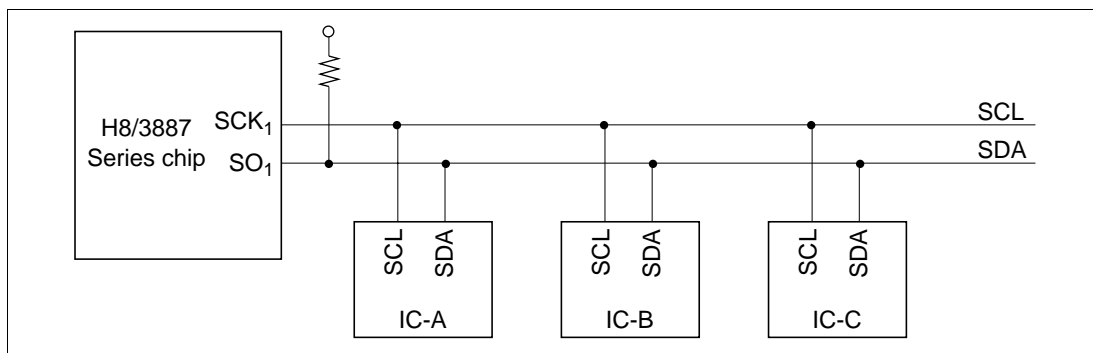 H8/3887
Series chip
SCK₁
SO₁
SCL
SDA
SCL
SDA
IC-A
SCL
SDA
IC-B
SCL
SDA
IC-C